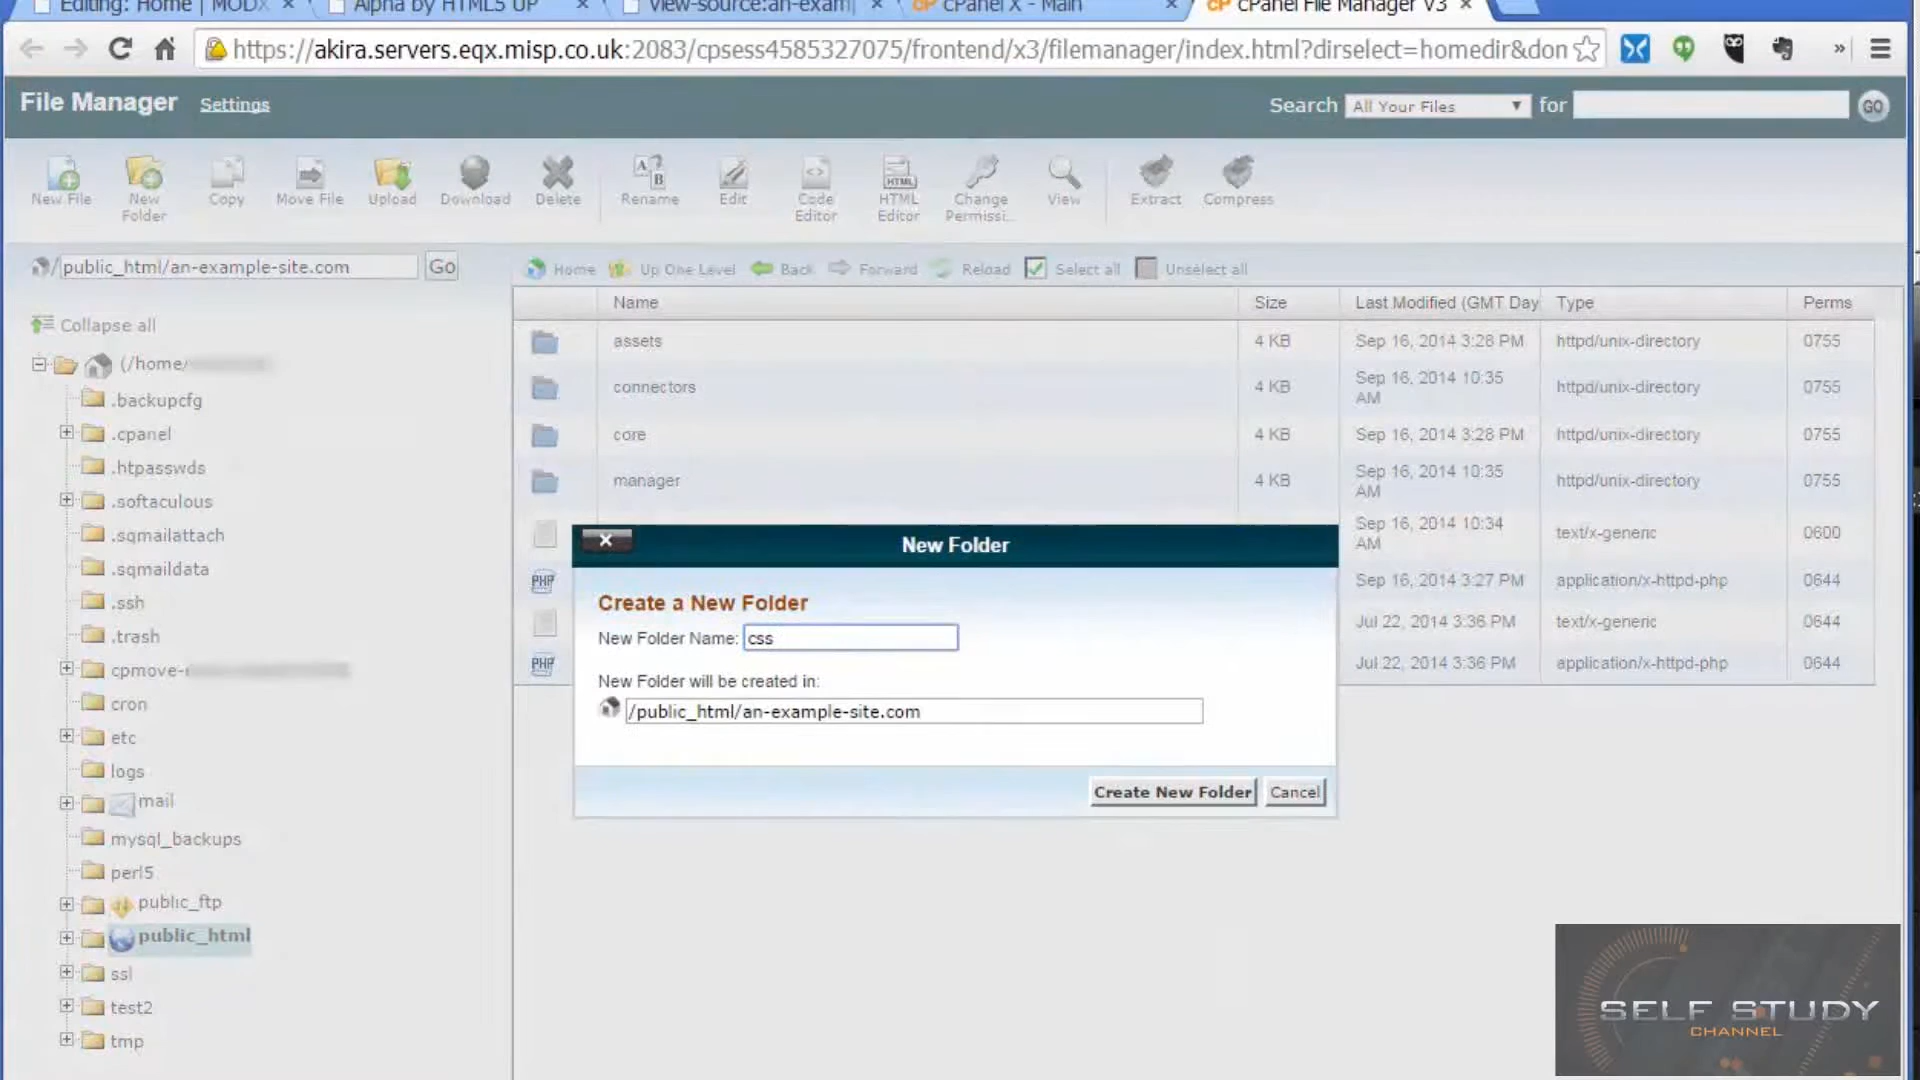 Editing: Home | MODX
Alpha by HTML5 UP
view-source:an-exam
cPanel X - Main
cPanel File Manager v3
https://akira.servers.eqx.misp.co.uk:2083/cpsess4585327075/frontend/x3/filemanager/index.html?dirselect=homedir&don
File Manager Settings
Search All Your Files for GO
New File
New Folder
Copy
Move File
Upload
Download
Delete
Rename
Edit
Code Editor
HTML Editor
Change Permissi...
View
Extract
Compress
/public_html/an-example-site.com Go
Home Up One Level Back Forward Reload Select all Unselect all
Collapse all
(/home/
.backupcfg
.cpanel
.htpasswds
.softaculous
.sqmailattach
.sqmaildata
.ssh
.trash
cpmove-
cron
etc
logs
mail
mysql_backups
perl5
public_ftp
public_html
ssl
test2
tmp
Name Size Last Modified (GMT Day Type Perms
assets 4 KB Sep 16, 2014 3:28 PM httpd/unix-directory 0755
connectors 4 KB Sep 16, 2014 10:35 AM httpd/unix-directory 0755
core 4 KB Sep 16, 2014 3:28 PM httpd/unix-directory 0755
manager 4 KB Sep 16, 2014 10:35 AM httpd/unix-directory 0755
Sep 16, 2014 10:34 AM text/x-generic 0600
PHP Sep 16, 2014 3:27 PM application/x-httpd-php 0644
Jul 22, 2014 3:36 PM text/x-generic 0644
PHP Jul 22, 2014 3:36 PM application/x-httpd-php 0644
New Folder
Create a New Folder
New Folder Name: css
New Folder will be created in:
/public_html/an-example-site.com
Create New Folder Cancel
SELF STUDY
CHANNEL